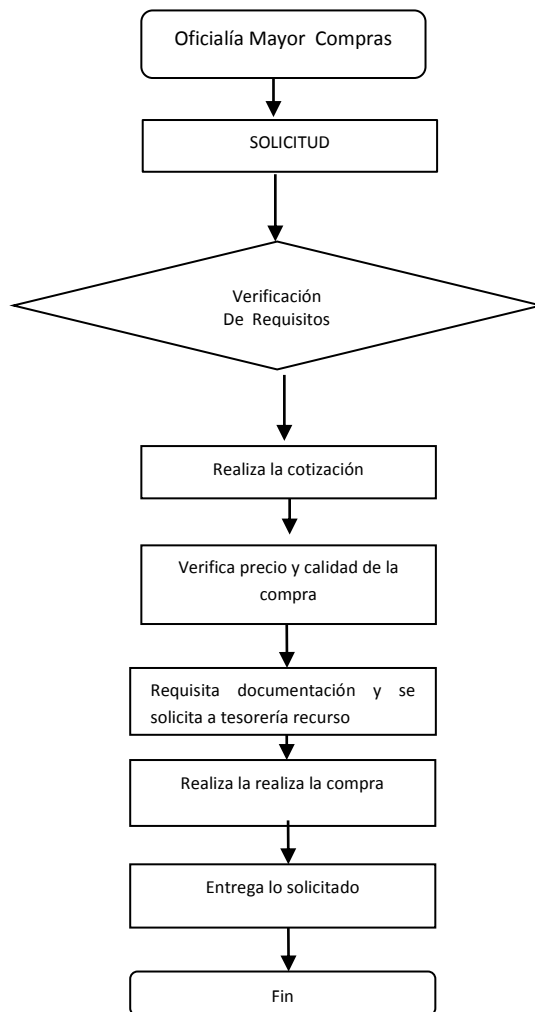 Oficialía Mayor Compras
SOLICITUD
Verificación
De Requisitos
Realiza la cotización
Verifica precio y calidad de la
compra
Requisita documentación y se
solicita a tesorería recurso
Realiza la realiza la compra
Entrega lo solicitado
Fin